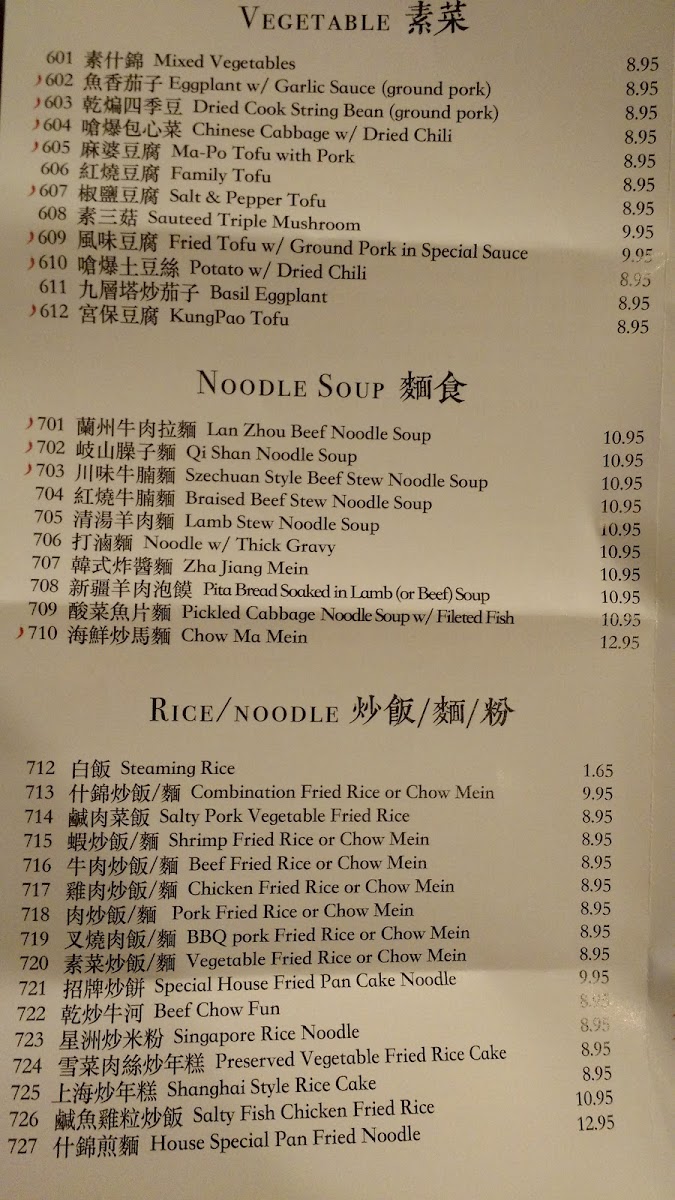 VEGETABLE 素菜
601 素什錦 Mixed Vegetables 8.95
602 魚香茄子 Eggplant w/ Garlic Sauce (ground pork) 8.95
603 乾煸四季豆 Dried Cook String Bean (ground pork) 8.95
604 嗆爆包心菜 Chinese Cabbage w/ Dried Chili 8.95
605 麻婆豆腐 Ma-Po Tofu with Pork 8.95
606 紅燒豆腐 Family Tofu 8.95
607 椒鹽豆腐 Salt & Pepper Tofu 8.95
608 素三菇 Sauteed Triple Mushroom 9.95
609 風味豆腐 Fried Tofu w/ Ground Pork in Special Sauce 9.95
610 嗆爆土豆絲 Potato w/ Dried Chili 8.95
611 九層塔炒茄子 Basil Eggplant 8.95
612 宮保豆腐 KungPao Tofu 8.95
NOODLE SOUP 麵食
701 蘭州牛肉拉麵 Lan Zhou Beef Noodle Soup 10.95
702 岐山臊子麵 Qi Shan Noodle Soup 10.95
703 川味牛腩麵 Szechuan Style Beef Stew Noodle Soup 10.95
704 紅燒牛腩麵 Braised Beef Stew Noodle Soup 10.95
705 清湯羊肉麵 Lamb Stew Noodle Soup 10.95
706 打滷麵 Noodle w/ Thick Gravy 10.95
707 韓式炸醬麵 Zha Jiang Mein 10.95
708 新疆羊肉泡饃 Pita Bread Soaked in Lamb (or Beef) Soup 10.95
709 酸菜魚片麵 Pickled Cabbage Noodle Soup w/ Fileted Fish 10.95
710 海鮮炒馬麵 Chow Ma Mein 12.95
RICE/NOODLE 炒飯/麵/粉
712 白飯 Steaming Rice 1.65
713 什錦炒飯/麵 Combination Fried Rice or Chow Mein 9.95
714 鹹肉菜飯 Salty Pork Vegetable Fried Rice 8.95
715 蝦炒飯/麵 Shrimp Fried Rice or Chow Mein 8.95
716 牛肉炒飯/麵 Beef Fried Rice or Chow Mein 8.95
717 雞肉炒飯/麵 Chicken Fried Rice or Chow Mein 8.95
718 肉炒飯/麵 Pork Fried Rice or Chow Mein 8.95
719 叉燒肉飯/麵 BBQ pork Fried Rice or Chow Mein 8.95
720 素菜炒飯/麵 Vegetable Fried Rice or Chow Mein 8.95
721 招牌炒餅 Special House Fried Pan Cake Noodle 9.95
722 乾炒牛河 Beef Chow Fun 8.95
723 星洲炒米粉 Singapore Rice Noodle 8.95
724 雪菜肉絲炒年糕 Preserved Vegetable Fried Rice Cake 8.95
725 上海炒年糕 Shanghai Style Rice Cake 8.95
726 鹹魚雞粒炒飯 Salty Fish Chicken Fried Rice 10.95
727 什錦煎麵 House Special Pan Fried Noodle 12.95